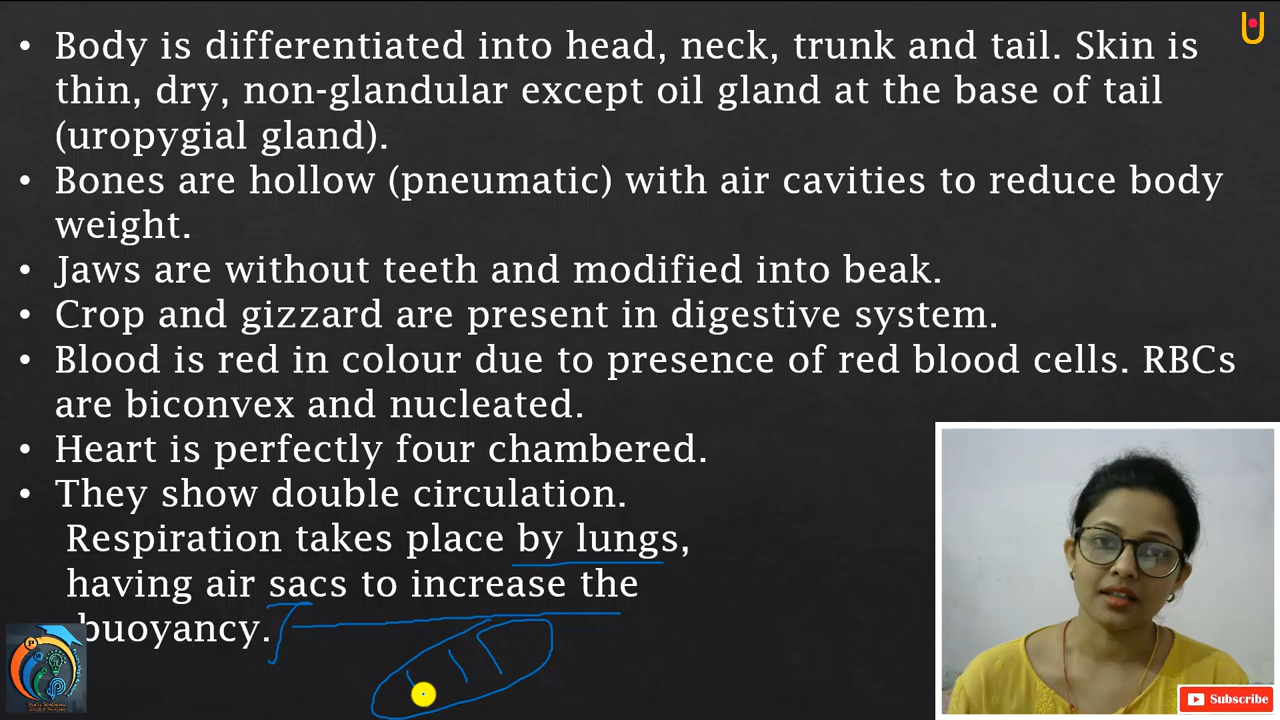 • Body is differentiated into head, neck, trunk and tail. Skin is
thin, dry, non-glandular except oil gland at the base of tail
(uropygial gland).
• Bones are hollow (pneumatic) with air cavities to reduce body
weight.
• Jaws are without teeth and modified into beak.
• Crop and gizzard are present in digestive system.
• Blood is red in colour due to presence of red blood cells. RBCs
are biconvex and nucleated.
• Heart is perfectly four chambered.
• They show double circulation.
Respiration takes place by lungs,
having air sacs to increase the
buoyancy.
Subscribe